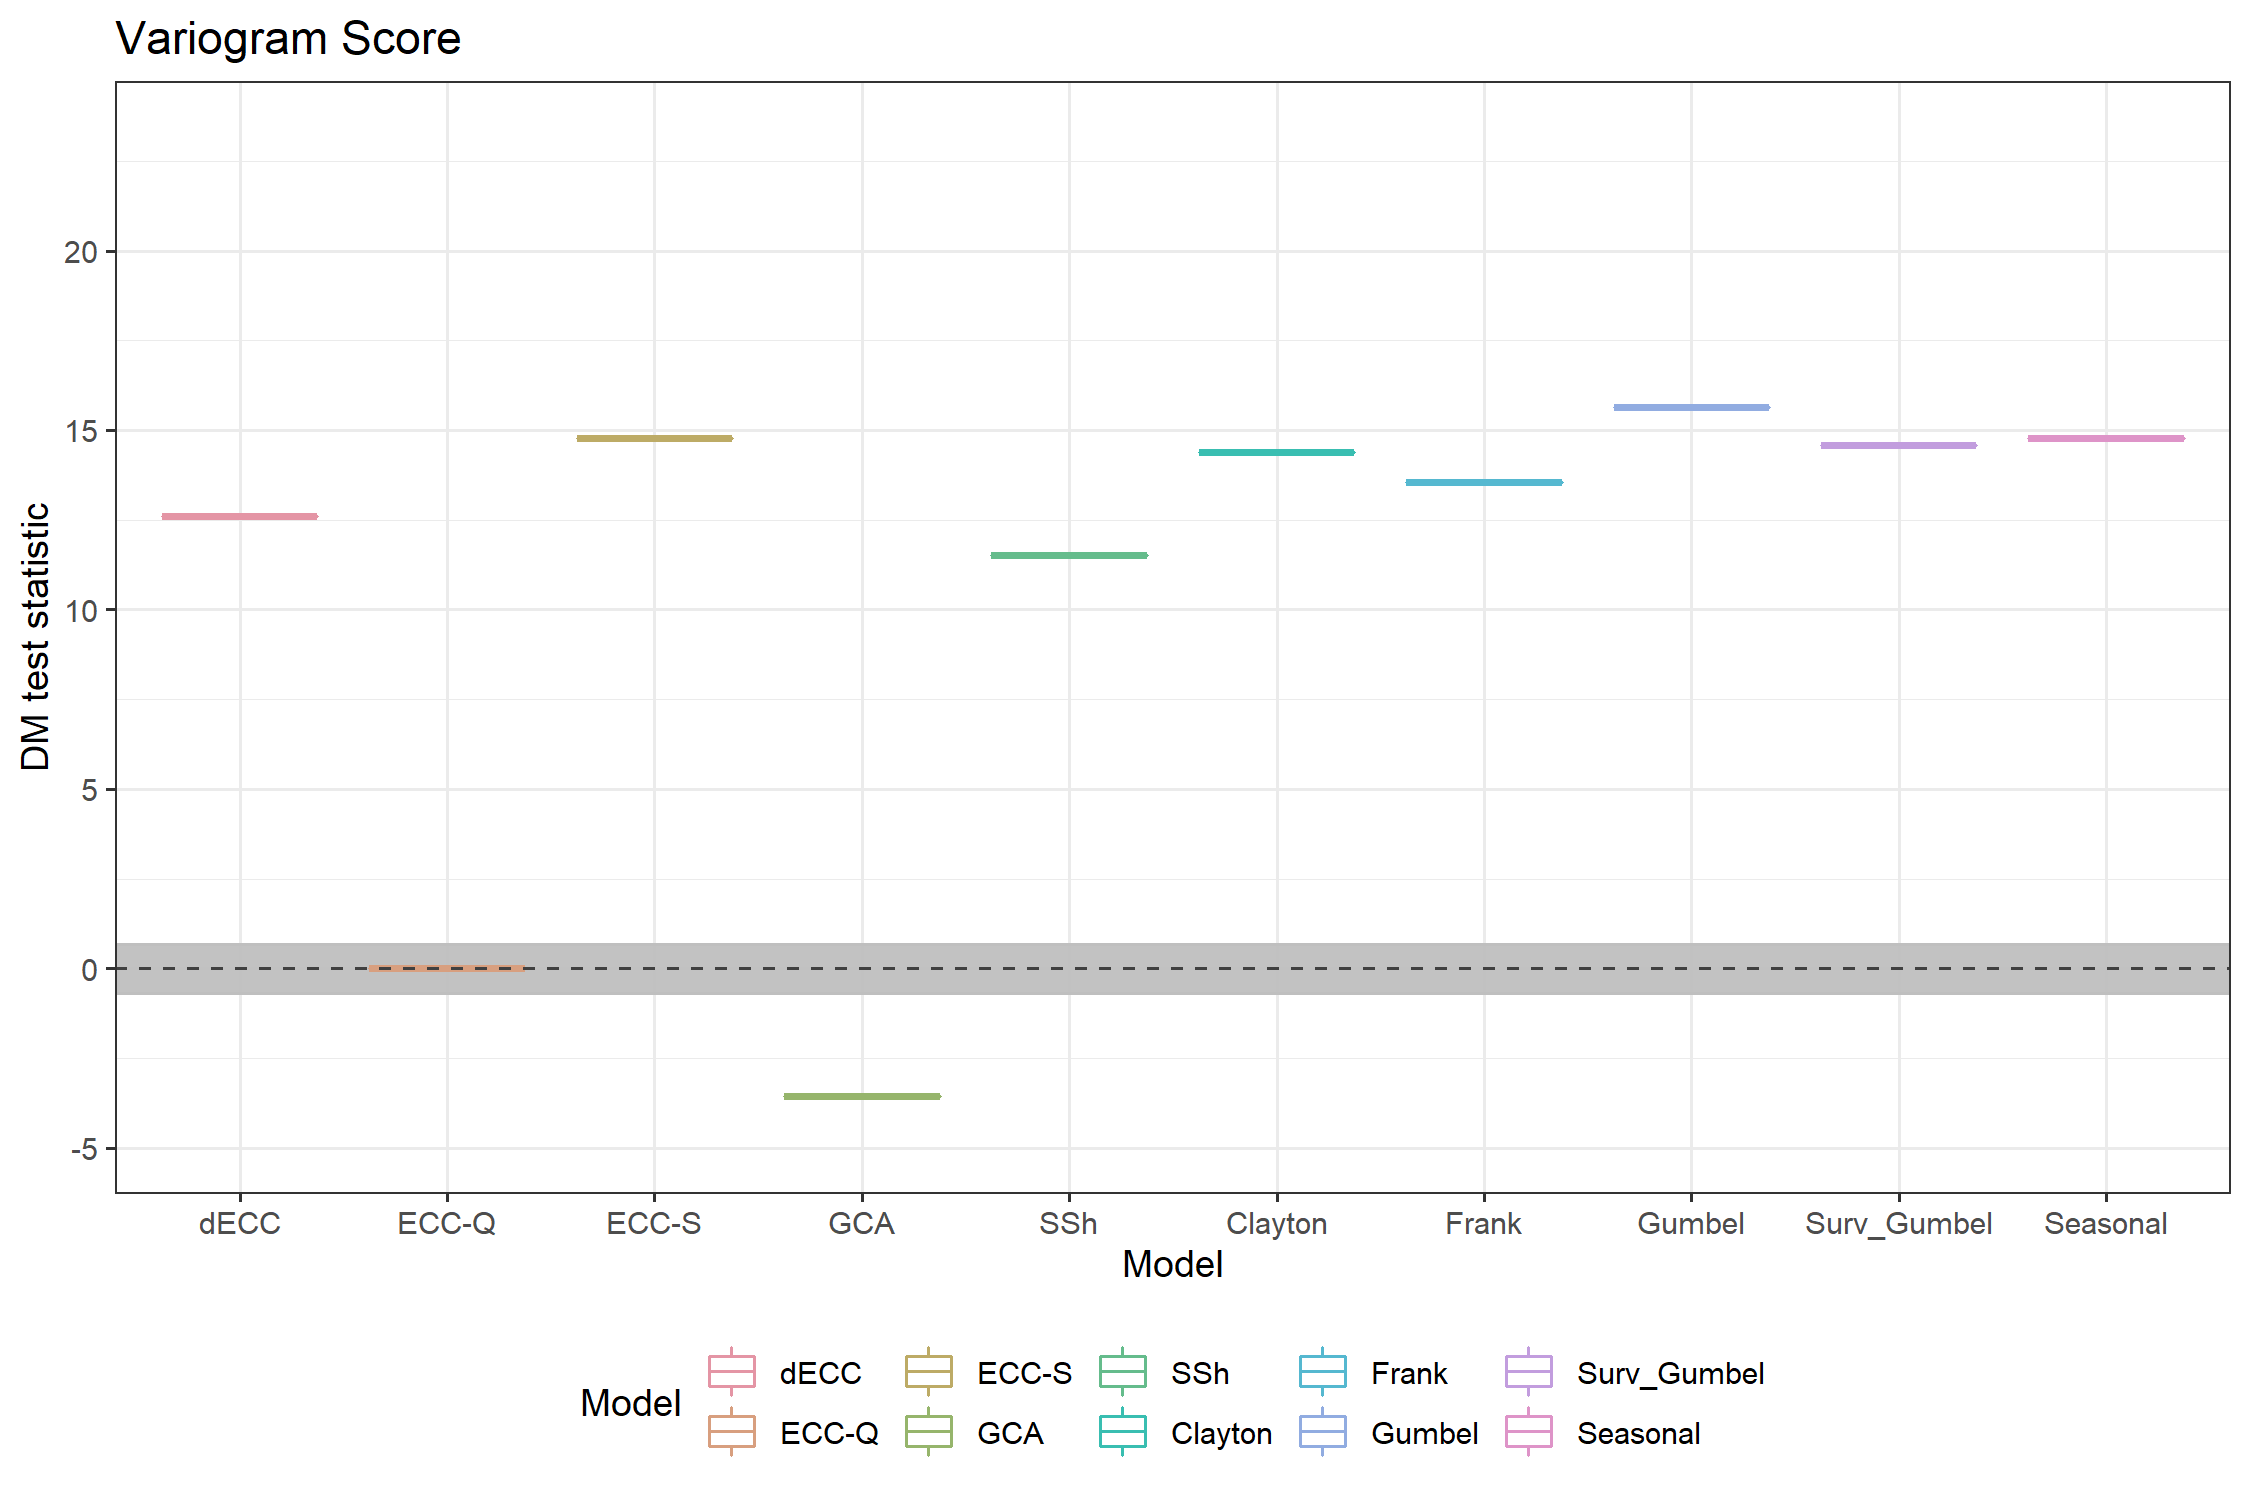 Variogram Score
DM test statistic
20
15
10
5
0
-5
dECC ECC-Q ECC-S GCA SSh Clayton Frank Gumbel Surv_Gumbel Seasonal
Model
Model
dECC ECC-S SSh Frank Surv_Gumbel
ECC-Q GCA Clayton Gumbel Seasonal